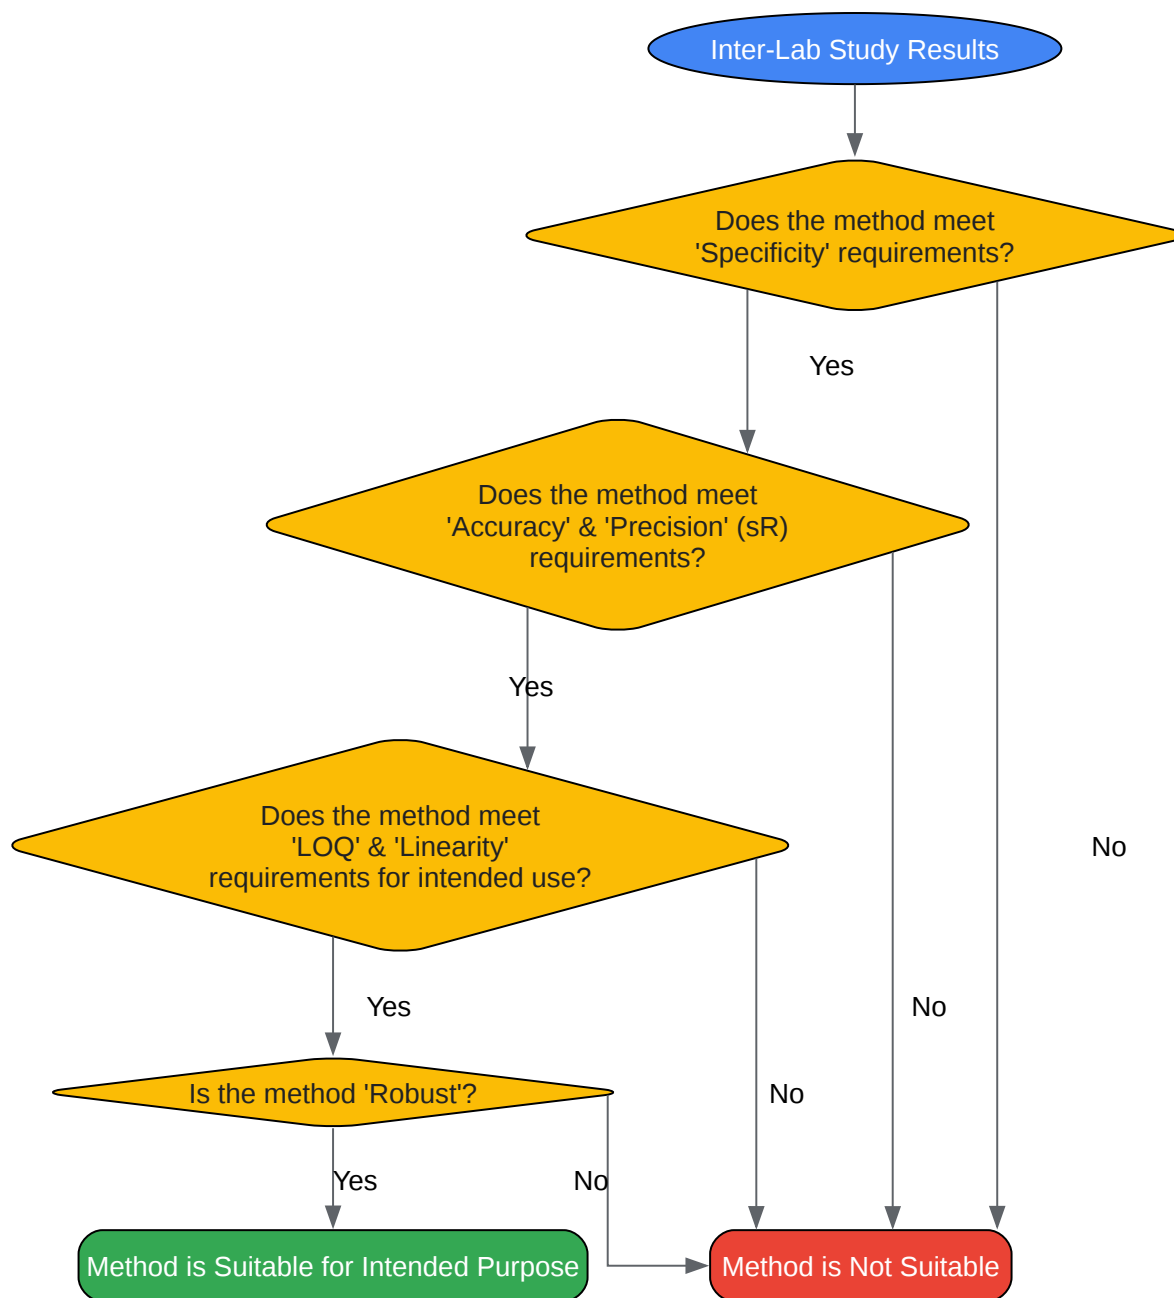 Inter-Lab Study Results
Does the method meet
'Specificity' requirements?
Yes
Does the method meet
'Accuracy' & 'Precision' (sR)
requirements?
Yes
Does the method meet
'LOQ' & 'Linearity'
requirements for intended use?
No
Yes
No
Is the method 'Robust'?
No
Yes
No
Method is Suitable for Intended Purpose
Method is Not Suitable